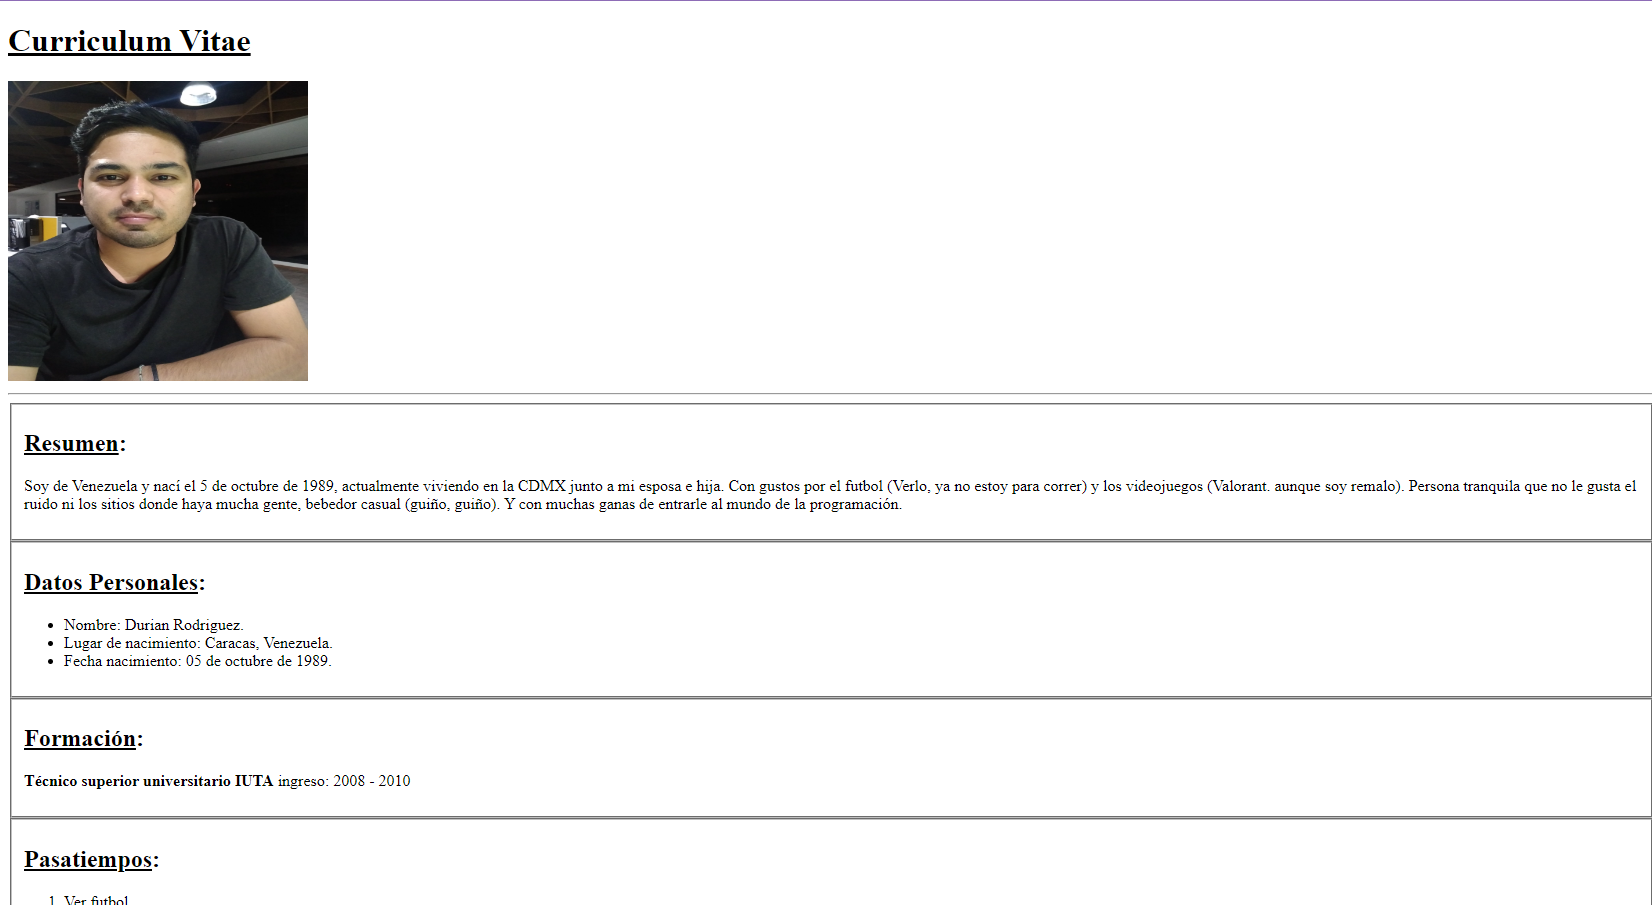 Curriculum Vitae
Resumen:
Soy de Venezuela y nací el 5 de octubre de 1989, actualmente viviendo en la CDMX junto a mi esposa e hija. Con gustos por el futbol (Verlo, ya no estoy para correr) y los videojuegos (Valorant. aunque soy remalo). Persona tranquila que no le gusta el
ruido ni los sitios donde haya mucha gente, bebedor casual (guiño, guiño). Y con muchas ganas de entrarle al mundo de la programación.
Datos Personales:
• Nombre: Durian Rodriguez.
• Lugar de nacimiento: Caracas, Venezuela.
• Fecha nacimiento: 05 de octubre de 1989.
Formación:
Técnico superior universitario IUTA ingreso: 2008 - 2010
Pasatiempos:
1. Ver futbol